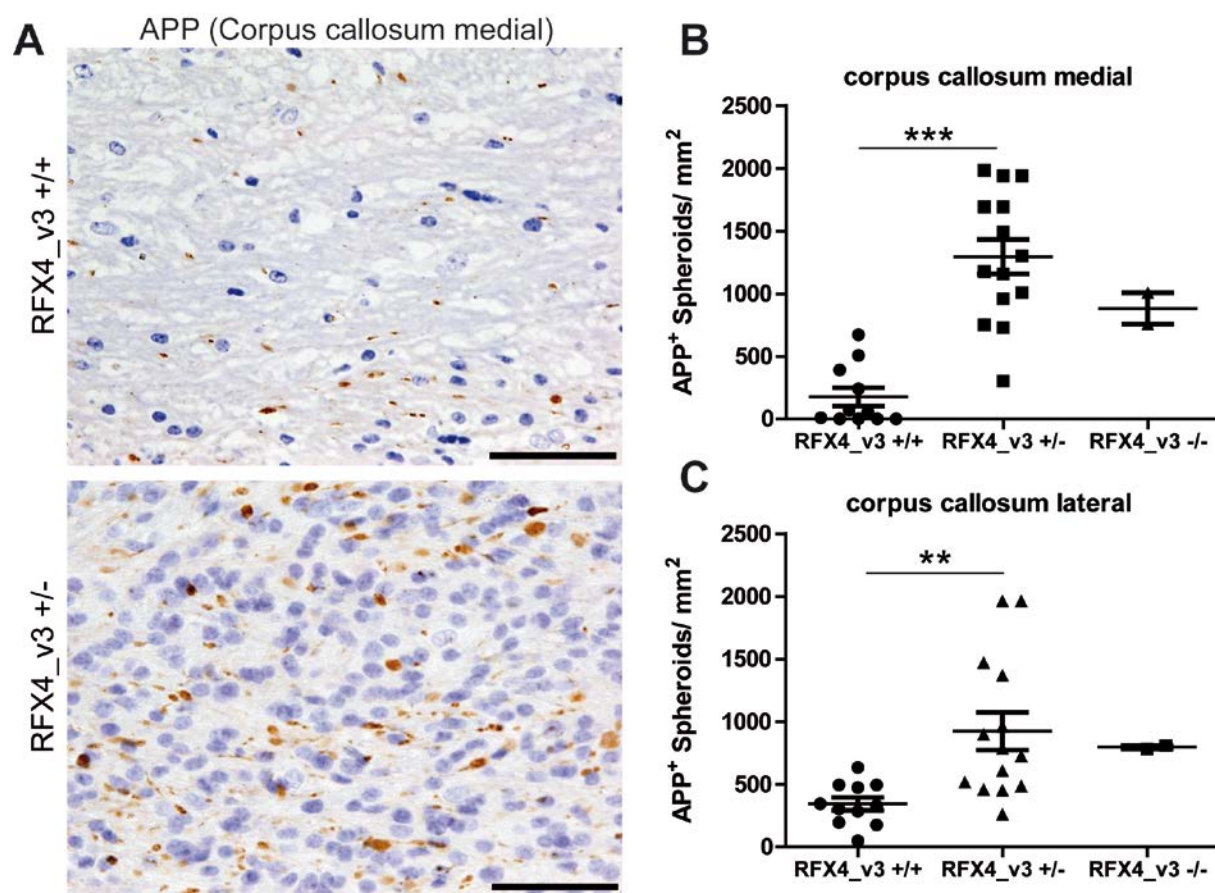 A
APP (Corpus callosum medial)
RFX4_v3 +/+
RFX4_v3 +/-
B
corpus callosum medial
APP+ Spheroids/ mm2
2500
2000
1500
1000
500
0
***
RFX4_v3 +/+ RFX4_v3 +/- RFX4_v3 -/-
C
corpus callosum lateral
APP+ Spheroids/ mm2
2500
2000
1500
1000
500
0
**
RFX4_v3 +/+ RFX4_v3 +/- RFX4_v3 -/-